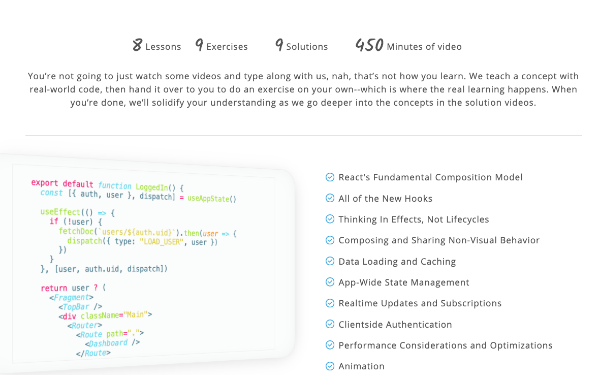 8 Lessons 9 Exercises 9 Solutions 450 Minutes of video
You're not going to just watch some videos and type along with us, nah, that's not how you learn. We teach a concept with
real-world code, then hand it over to you to do an exercise on your own--which is where the real learning happens. When
you're done, we'll solidify your understanding as we go deeper into the concepts in the solution videos.
export default function LoggedIn() {
const [{ auth, user }, dispatch] = useAppState()
useEffect(() => {
if (!user) {
fetchDoc(`users/${auth.uid}`).then(user => {
dispatch({ type: "LOAD_USER", user })
})
}
}, [user, auth.uid, dispatch])
return user ? (
<Fragment>
<TopBar />
<div className="Main">
<Router>
<Route path=".">
<Dashboard />
</Route>
React's Fundamental Composition Model
All of the New Hooks
Thinking In Effects, Not Lifecycles
Composing and Sharing Non-Visual Behavior
Data Loading and Caching
App-Wide State Management
Realtime Updates and Subscriptions
Clientside Authentication
Performance Considerations and Optimizations
Animation